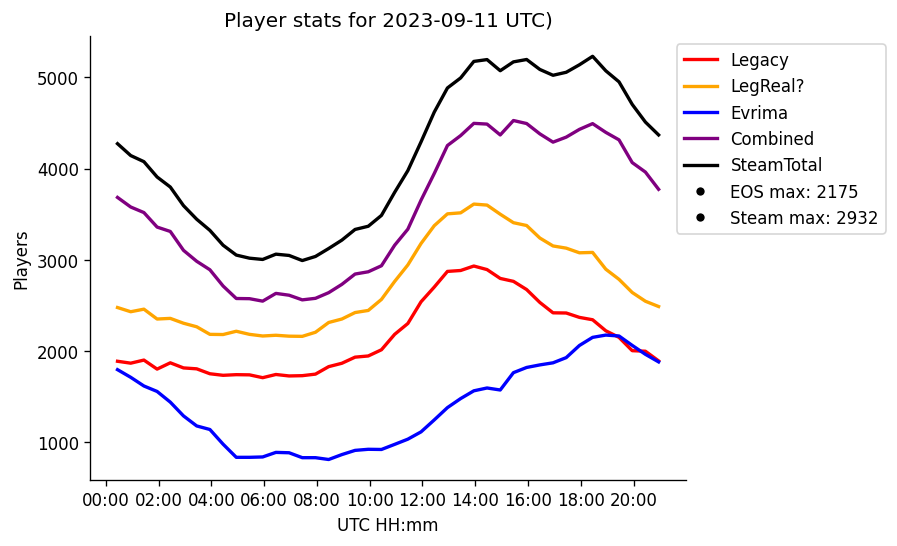 Player stats for 2023-09-11 UTC)
Legacy
LegReal?
Evrima
Combined
SteamTotal
EOS max: 2175
Steam max: 2932
5000
4000
3000
2000
1000
Players
00:00 02:00 04:00 06:00 08:00 10:00 12:00 14:00 16:00 18:00 20:00
UTC HH:mm